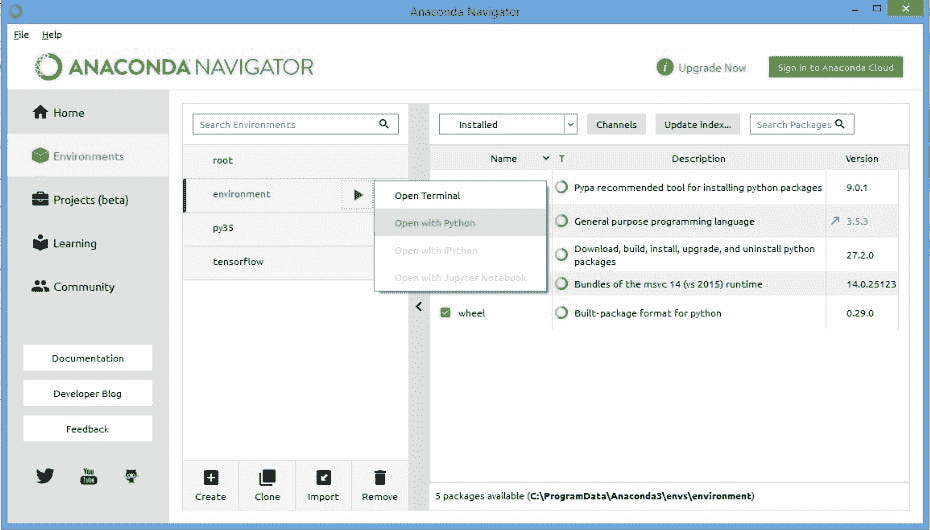 Anaconda Navigator
File Help
ANACONDA NAVIGATOR
i Upgrade Now
Sign in to Anaconda Cloud
Home
Environments
Projects (beta)
Learning
Community
Documentation
Developer Blog
Feedback
You Tube
Search Environments
root
environment
py35
tensorflow
Open Terminal
Open with Python
Open with IPython
Open with Jupyter Notebook
Create Clone Import Remove
Installed Channels Update index... Search Packages
Name T Description Version
Pypa recommended tool for installing python packages 9.0.1
General purpose programming language 3.5.3
Download, build, install, upgrade, and uninstall python
packages 27.2.0
Bundles of the msvc 14 (vs 2015) runtime 14.0.25123
wheel Built-package format for python 0.29.0
5 packages available (C:\ProgramData\Anaconda3\envs\environment)